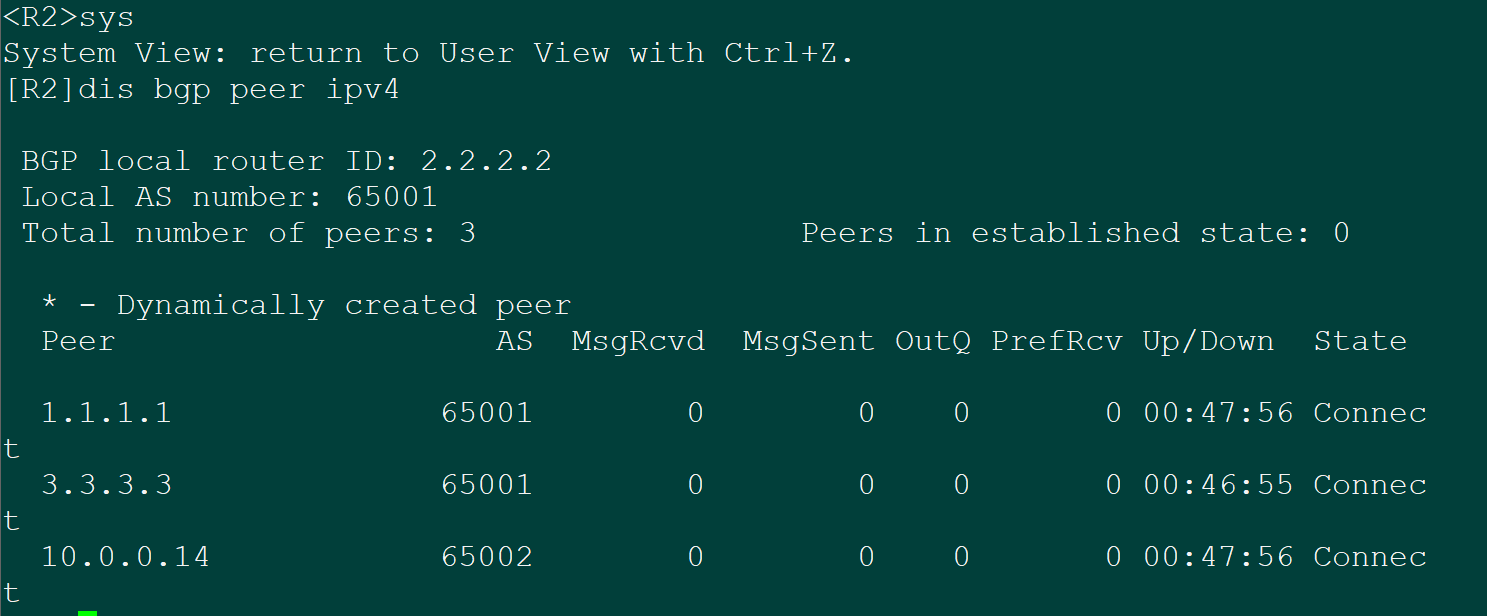 <R2>sys
System View: return to User View with Ctrl+Z.
[R2]dis bgp peer ipv4
BGP local router ID: 2.2.2.2
Local AS number: 65001
Total number of peers: 3                 Peers in established state: 0
* - Dynamically created peer
Peer                    AS  MsgRcvd  MsgSent OutQ PrefRcv Up/Down  State
1.1.1.1              65001        0        0    0       0 00:47:56 Connec
t
3.3.3.3              65001        0        0    0       0 00:46:55 Connec
t
10.0.0.14            65002        0        0    0       0 00:47:56 Connec
t